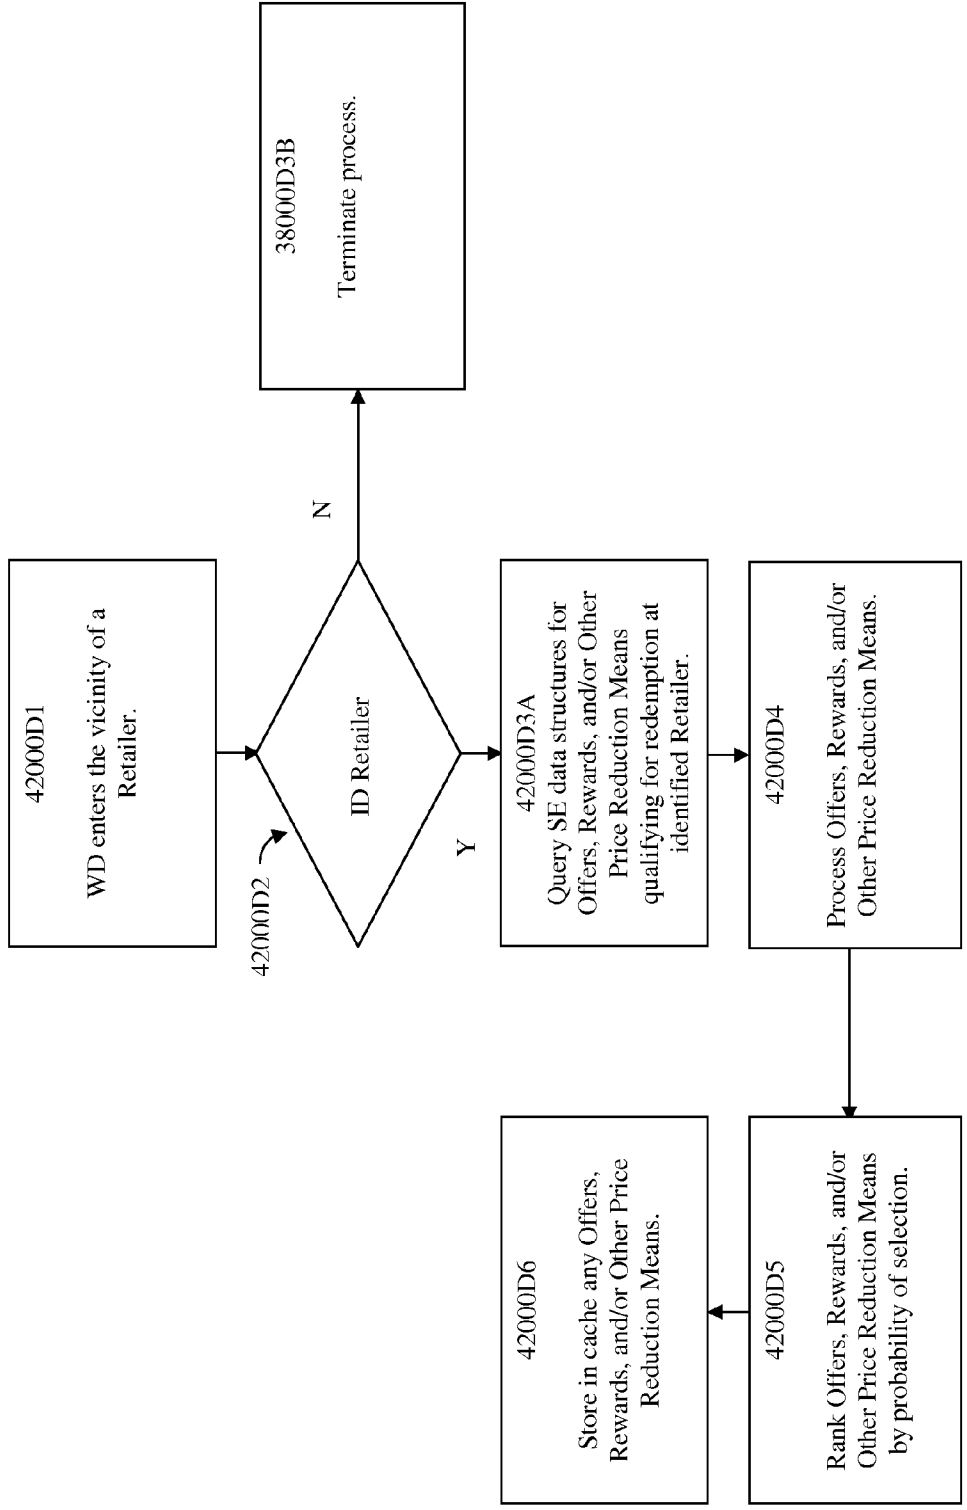 42000D1
WD enters the vicinity of a
Retailer.
42000D2
ID Retailer
N
38000D3B
Terminate process.
Y
42000D3A
Query SE data structures for
Offers, Rewards, and/or Other
Price Reduction Means
qualifying for redemption at
identified Retailer.
42000D4
Process Offers, Rewards, and/or
Other Price Reduction Means.
42000D5
Rank Offers, Rewards, and/or
Other Price Reduction Means
by probability of selection.
42000D6
Store in cache any Offers,
Rewards, and/or Other Price
Reduction Means.